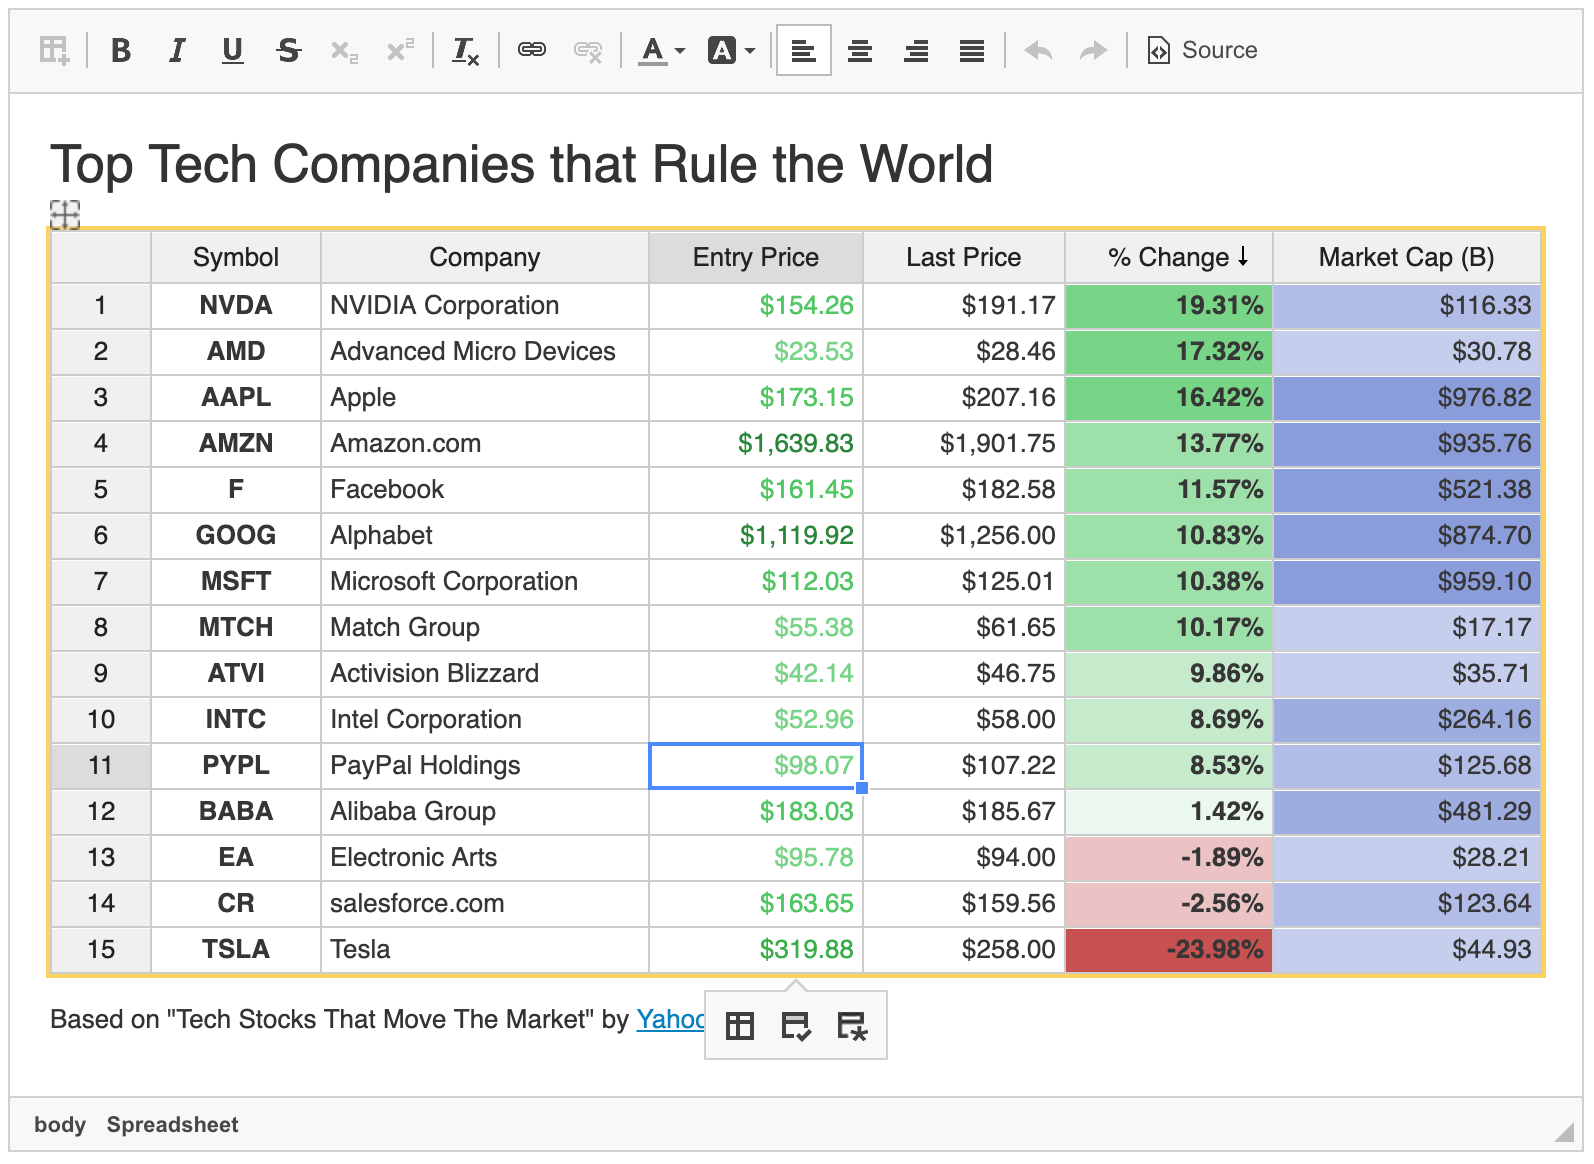 Source
Top Tech Companies that Rule the World
Symbol Company Entry Price Last Price % Change ↓ Market Cap (B)
1 NVDA NVIDIA Corporation $154.26 $191.17 19.31% $116.33
2 AMD Advanced Micro Devices $23.53 $28.46 17.32% $30.78
3 AAPL Apple $173.15 $207.16 16.42% $976.82
4 AMZN Amazon.com $1,639.83 $1,901.75 13.77% $935.76
5 F Facebook $161.45 $182.58 11.57% $521.38
6 GOOG Alphabet $1,119.92 $1,256.00 10.83% $874.70
7 MSFT Microsoft Corporation $112.03 $125.01 10.38% $959.10
8 MTCH Match Group $55.38 $61.65 10.17% $17.17
9 ATVI Activision Blizzard $42.14 $46.75 9.86% $35.71
10 INTC Intel Corporation $52.96 $58.00 8.69% $264.16
11 PYPL PayPal Holdings $98.07 $107.22 8.53% $125.68
12 BABA Alibaba Group $183.03 $185.67 1.42% $481.29
13 EA Electronic Arts $95.78 $94.00 -1.89% $28.21
14 CR salesforce.com $163.65 $159.56 -2.56% $123.64
15 TSLA Tesla $319.88 $258.00 -23.98% $44.93
Based on "Tech Stocks That Move The Market" by Yahoo
body Spreadsheet